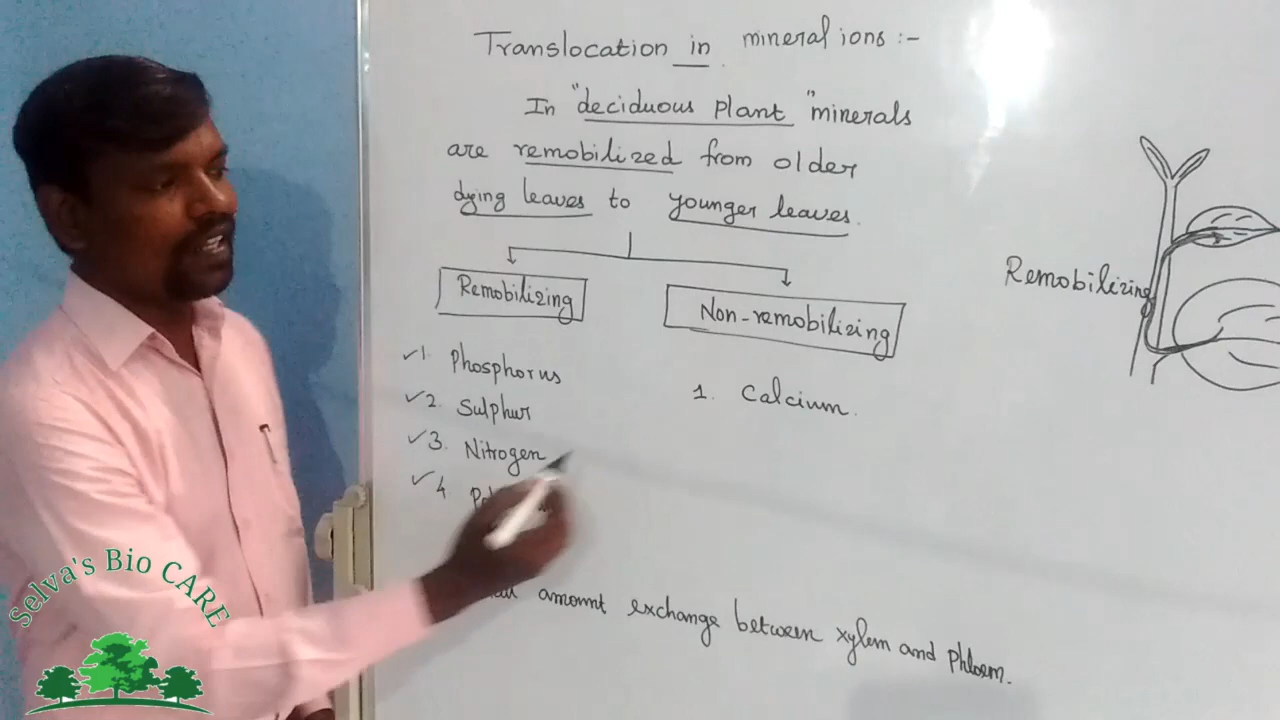 Translocation in mineral ions :-
In "deciduous plant" minerals
are remobilized from older
dying leaves to younger leaves.
Remobilizing
Non-remobilizing
1. Phosphorus
2. Sulphur
3. Nitrogen
4
1. Calcium.
amount exchange between xylem and phloem.
Remobilizing
Selva's Bio CARE